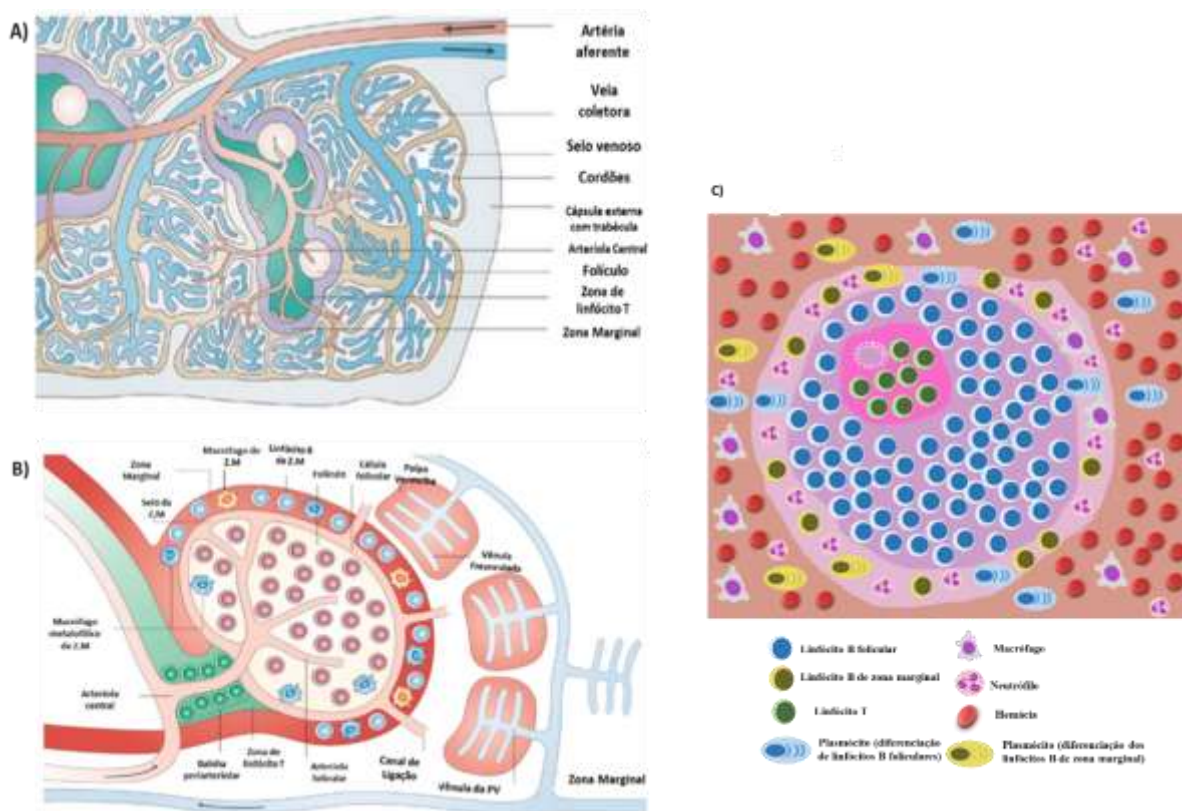 A)
Artéria
aferente
Veia
coletora
Seio venoso
Cordões
Cápsula externa
com trabécula
Arteríola Central
Folículo
Zona de
linfócito T
Zona Marginal
B)
Zona
Marginal
Macrófago de
Z.M
Linfócito B
da Z.M
Folículo
Célula
folicular
Polpa
Vermelha
Seio da
Z.M
Vênula
Fenestrada
Macrófago
metalofílico
de Z.M
Arteríola
central
Bainha
periarteriolar
Zona de
linfócito T
Arteríola
folicular
Canal de
Ligação
Vênula da PV
Zona Marginal
C)
Linfócito B folicular
Linfócito B de zona marginal
Linfócito T
Plasmócito (diferenciação
de linfócitos B foliculares)
Macrófago
Neutrófilo
Hemácia
Plasmócito (diferenciação dos
linfócitos B de zona marginal)